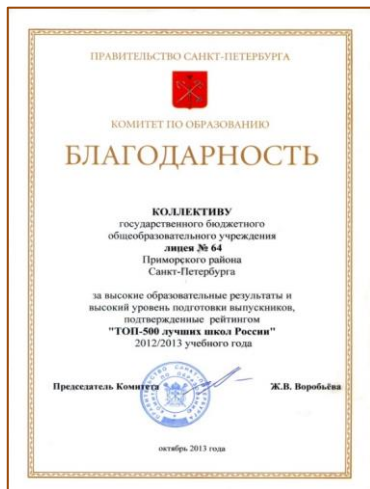 ПРАВИТЕЛЬСТВО САНКТ-ПЕТЕРБУРГА
КОМИТЕТ ПО ОБРАЗОВАНИЮ
БЛАГОДАРНОСТЬ
КОЛЛЕКТИВУ
государственного бюджетного
общеобразовательного учреждения
лицея № 64
Приморского района
Санкт-Петербурга
за высокие образовательные результаты и
высокий уровень подготовки выпускников,
подтвержденные рейтингом
"ТОП-500 лучших школ России"
2012/2013 учебного года
Председатель Комитета
Ж.В. Воробьёва
октябрь 2013 года